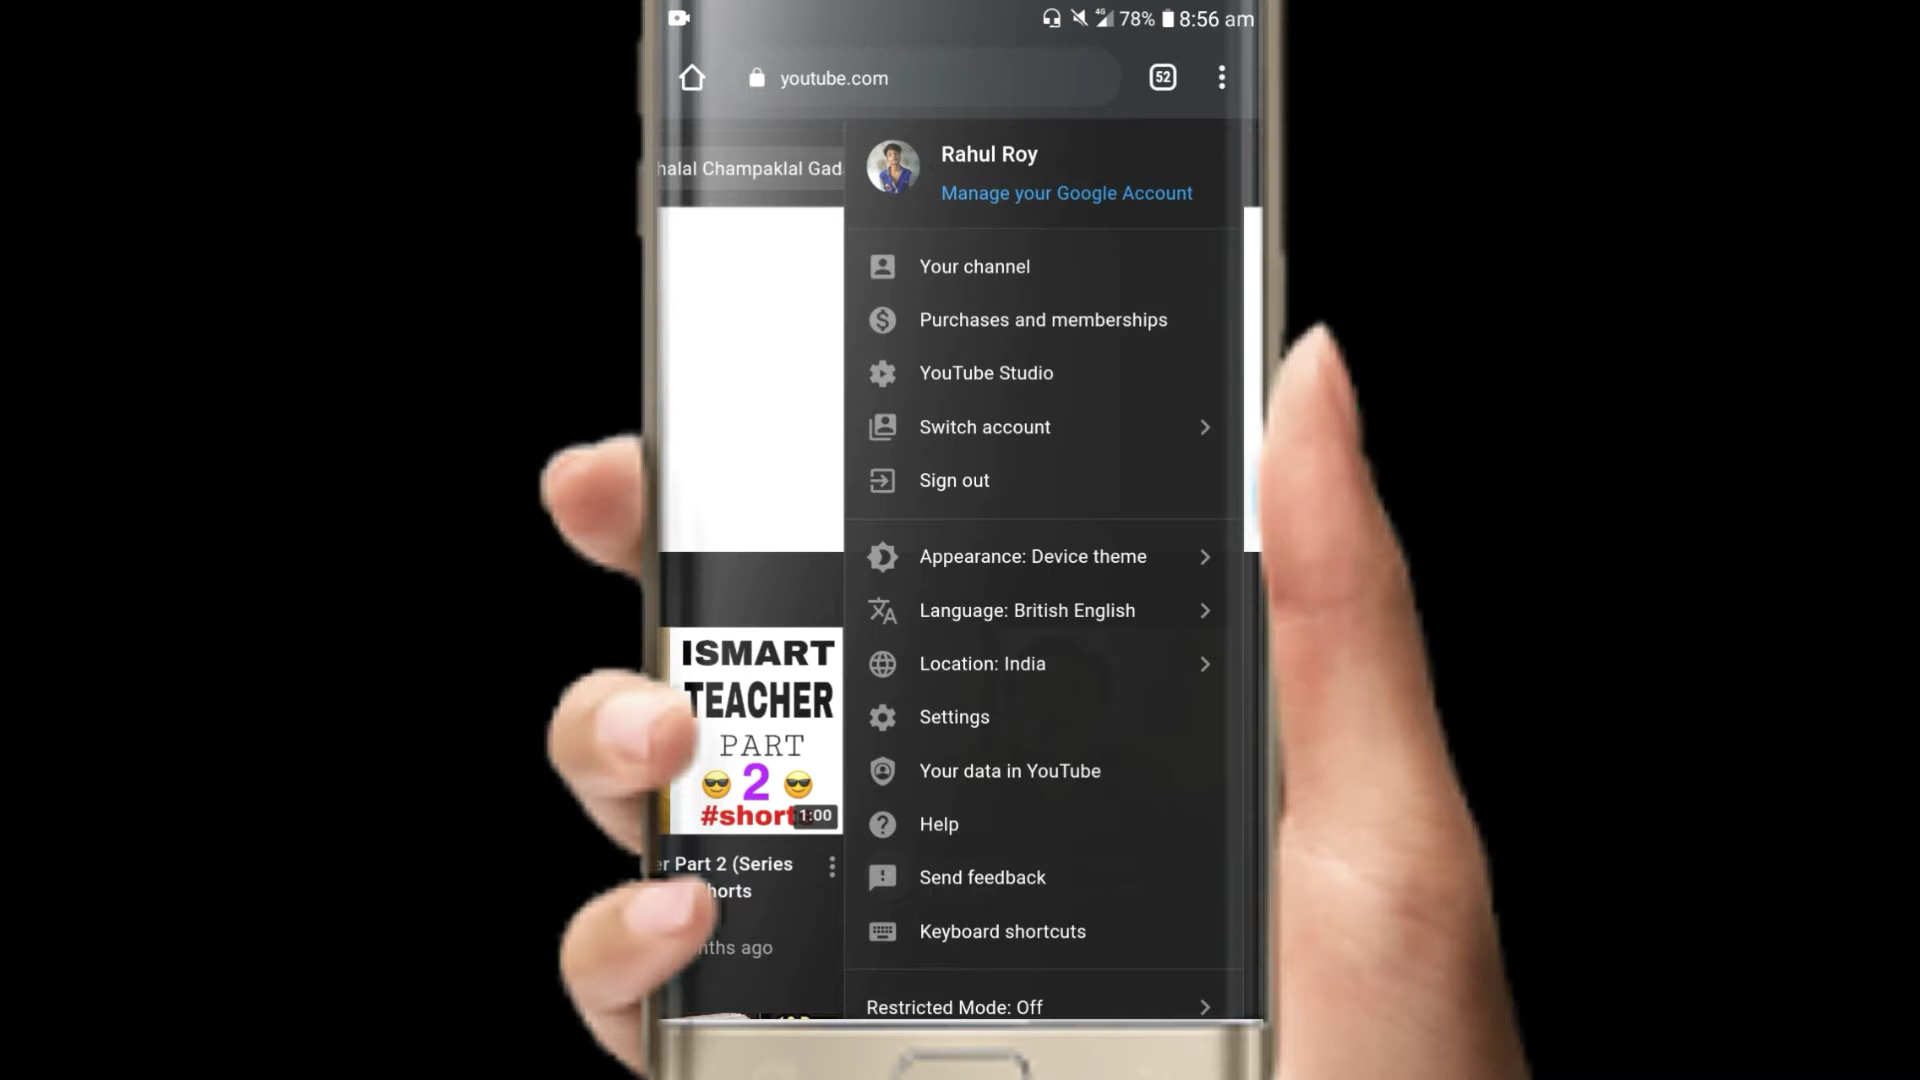 4G 78% 8:56 am
youtube.com
52
halal Champaklal Gad
Rahul Roy
Manage your Google Account
Your channel
Purchases and memberships
YouTube Studio
Switch account
Sign out
Appearance: Device theme
Language: British English
Location: India
Settings
Your data in YouTube
Help
Send feedback
Keyboard shortcuts
Restricted Mode: Off
ISMART
TEACHER
PART
2
#shorts
1:00
er Part 2 (Series
horts
nths ago